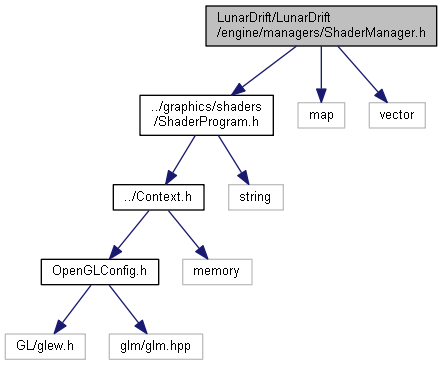 LunarDrift/LunarDrift
/engine/managers/ShaderManager.h
../graphics/shaders
/ShaderProgram.h
map
vector
../Context.h
string
OpenGLConfig.h
memory
GL/glew.h
glm/glm.hpp